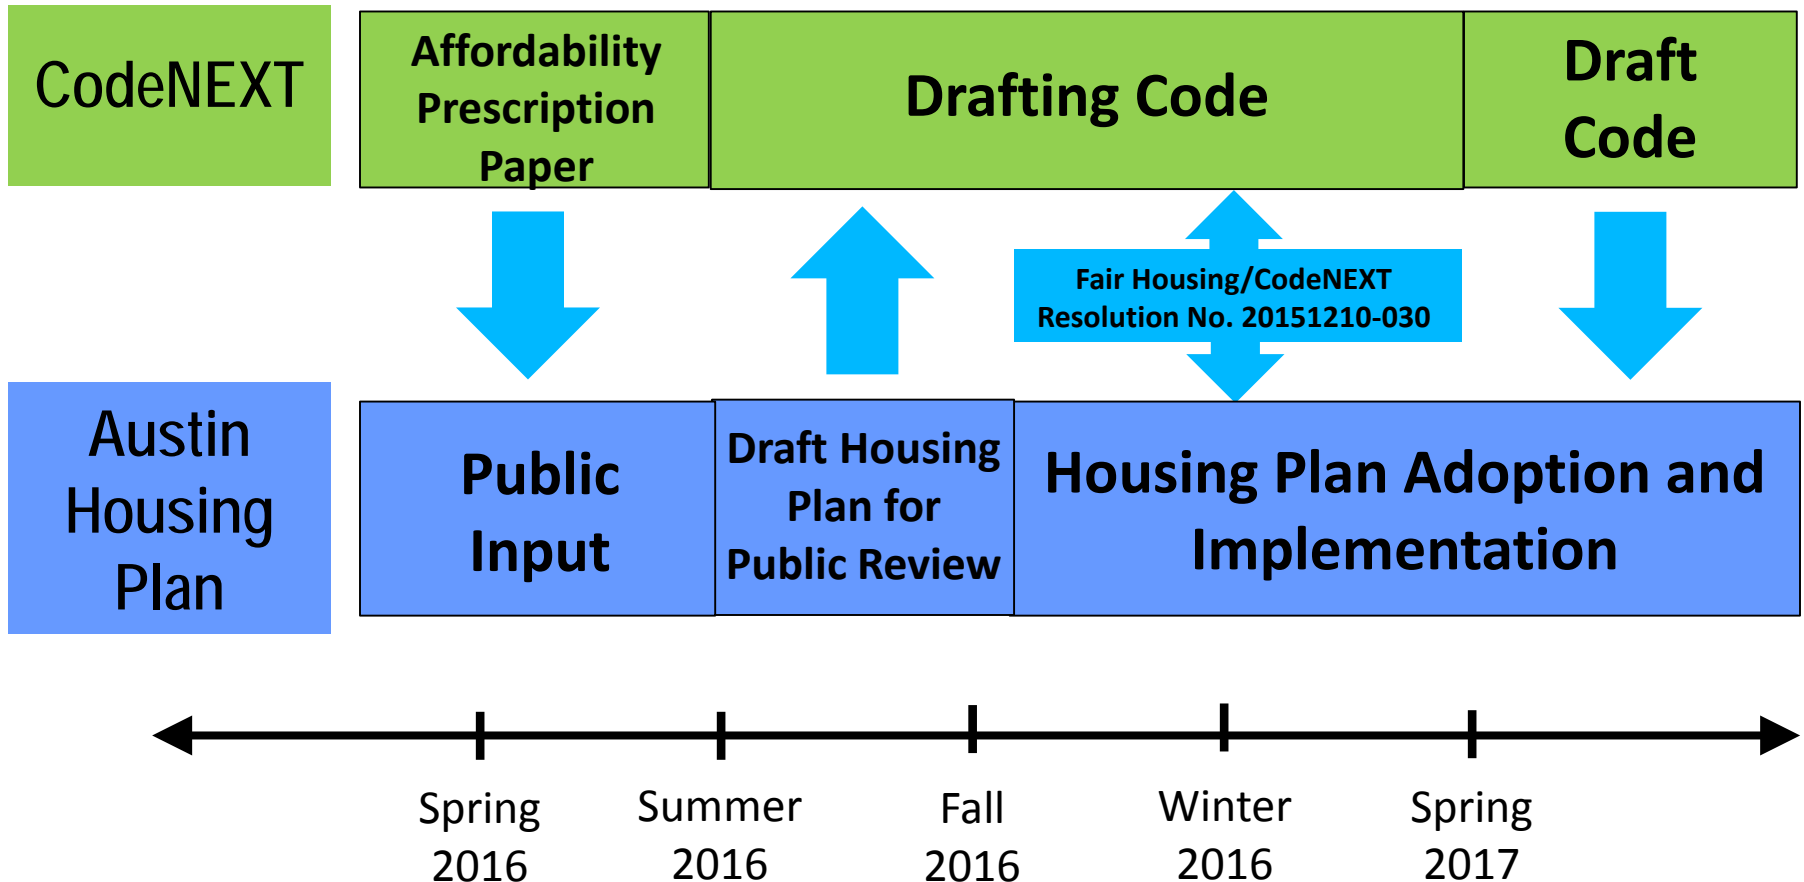 CodeNEXT
Affordability
Prescription
Paper
Drafting Code
Draft
Code
Fair Housing/CodeNEXT
Resolution No. 20151210-030
Austin
Housing
Plan
Public
Input
Draft Housing
Plan for
Public Review
Housing Plan Adoption and
Implementation
Spring
2016
Summer
2016
Fall
2016
Winter
2016
Spring
2017